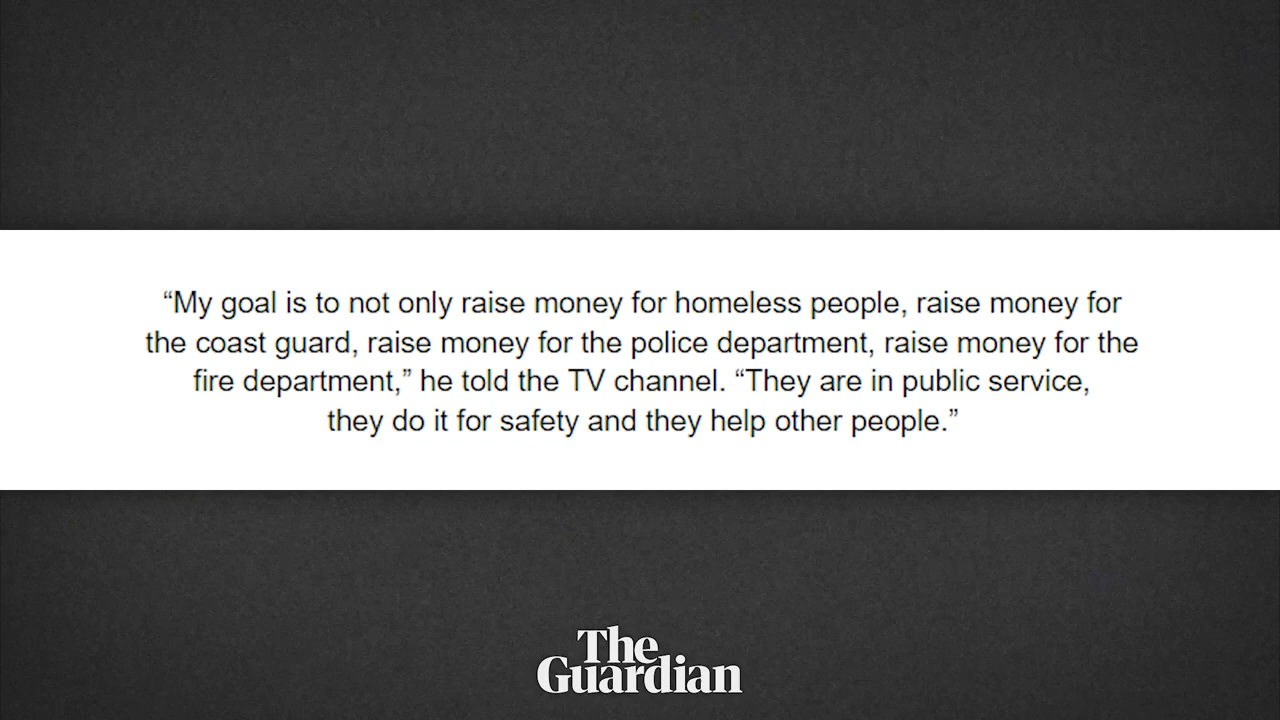 “My goal is to not only raise money for homeless people, raise money for
the coast guard, raise money for the police department, raise money for the
fire department,” he told the TV channel. “They are in public service,
they do it for safety and they help other people.”
The
Guardian